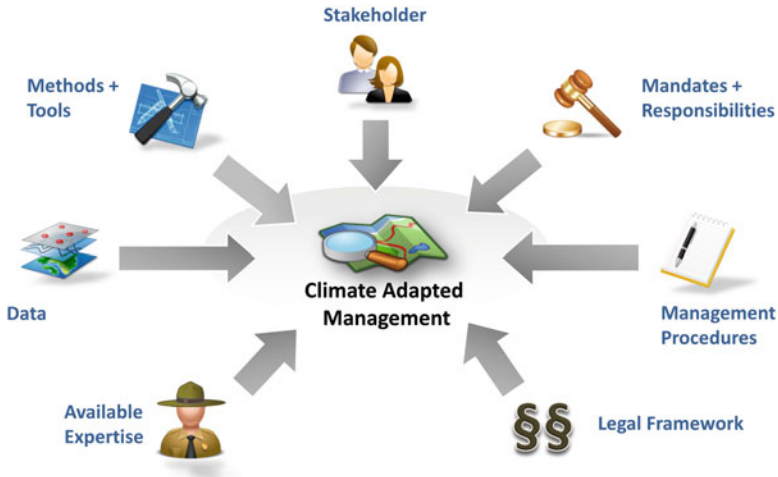 Stakeholder
Methods +
Tools
Mandates +
Responsibilities
Data
Climate Adapted
Management
Management
Procedures
Available
Expertise
§§
Legal Framework